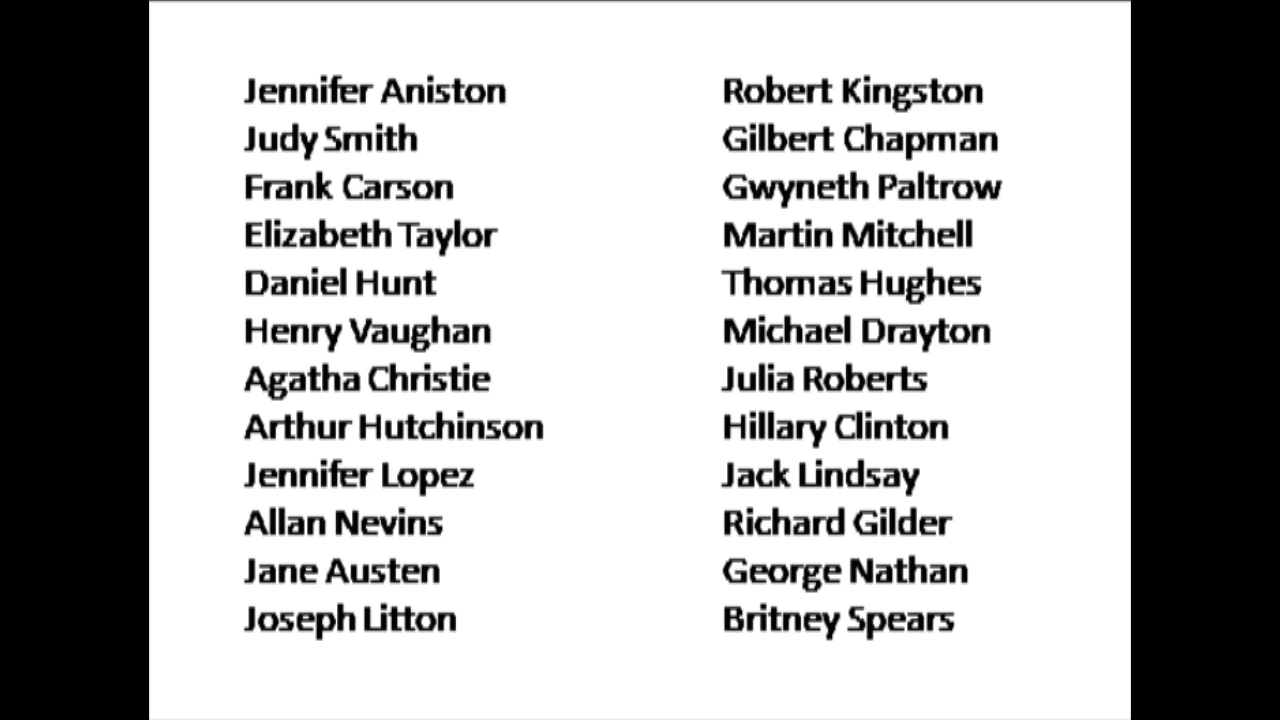 Jennifer Aniston
Judy Smith
Frank Carson
Elizabeth Taylor
Daniel Hunt
Henry Vaughan
Agatha Christie
Arthur Hutchinson
Jennifer Lopez
Allan Nevins
Jane Austen
Joseph Litton
Robert Kingston
Gilbert Chapman
Gwyneth Paltrow
Martin Mitchell
Thomas Hughes
Michael Drayton
Julia Roberts
Hillary Clinton
Jack Lindsay
Richard Gilder
George Nathan
Britney Spears